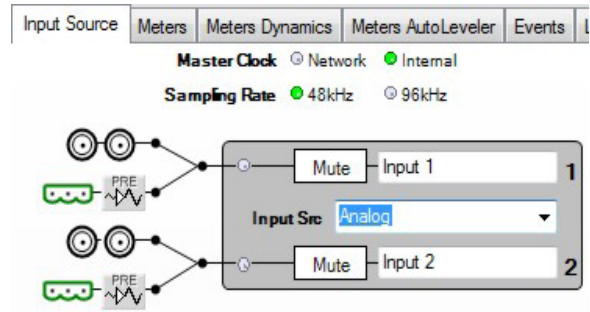 Input Source Meters Meters Dynamics Meters AutoLeveler Events
Master Clock Network Internal
Sampling Rate 48kHz 96kHz
Mute Input 1 1
PRE
Input Src Analog
Mute Input 2 2
PRE